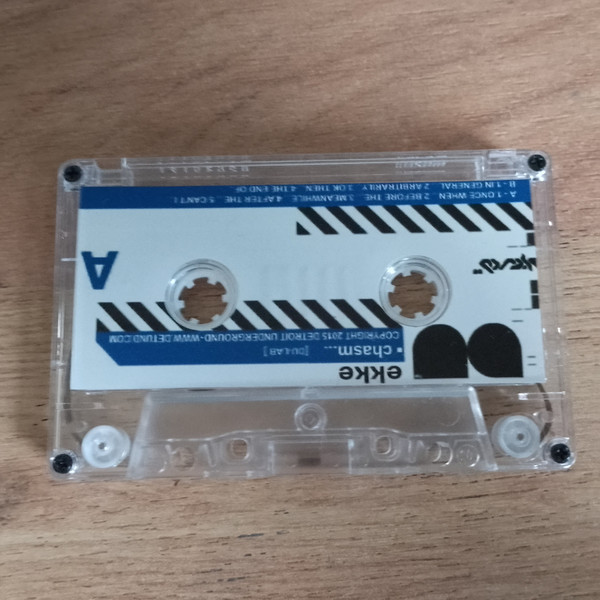 ekke
▪ chasm...
[DU-LAB]
COPYRIGHT 2015 DETROIT UNDERGROUND-WWW.DETUND.COM
A
A - 1.ONCE WHEN 2.BEFORE THE 3.MEANWHILE 4.AFTER THE 5.CAN'T I
B - 1.IN GENERAL 2.ARBITRARILY 3.OK THEN 4.THE END OF